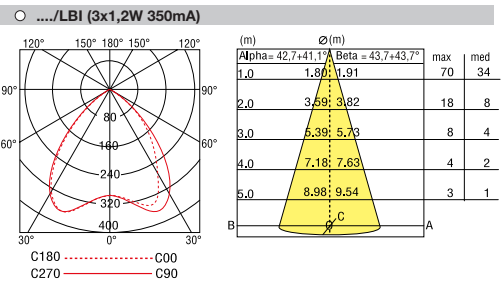 ..../LBI (3x1,2W 350mA)
120° 150° 150° 120°
90° 90°
80
60° 160 60°
240
320
400
30° 0° 30°
C180 C00
C270 C90
(m) Ø(m)
Alpha= 42,7+41,1° Beta = 43,7+43,7° max med
1.0 1.80 1.91 70 34
2.0 3.59 3.82 18 8
3.0 5.39 5.73 8 4
4.0 7.18 7.63 4 2
5.0 8.98 9.54 3 1
C
B A